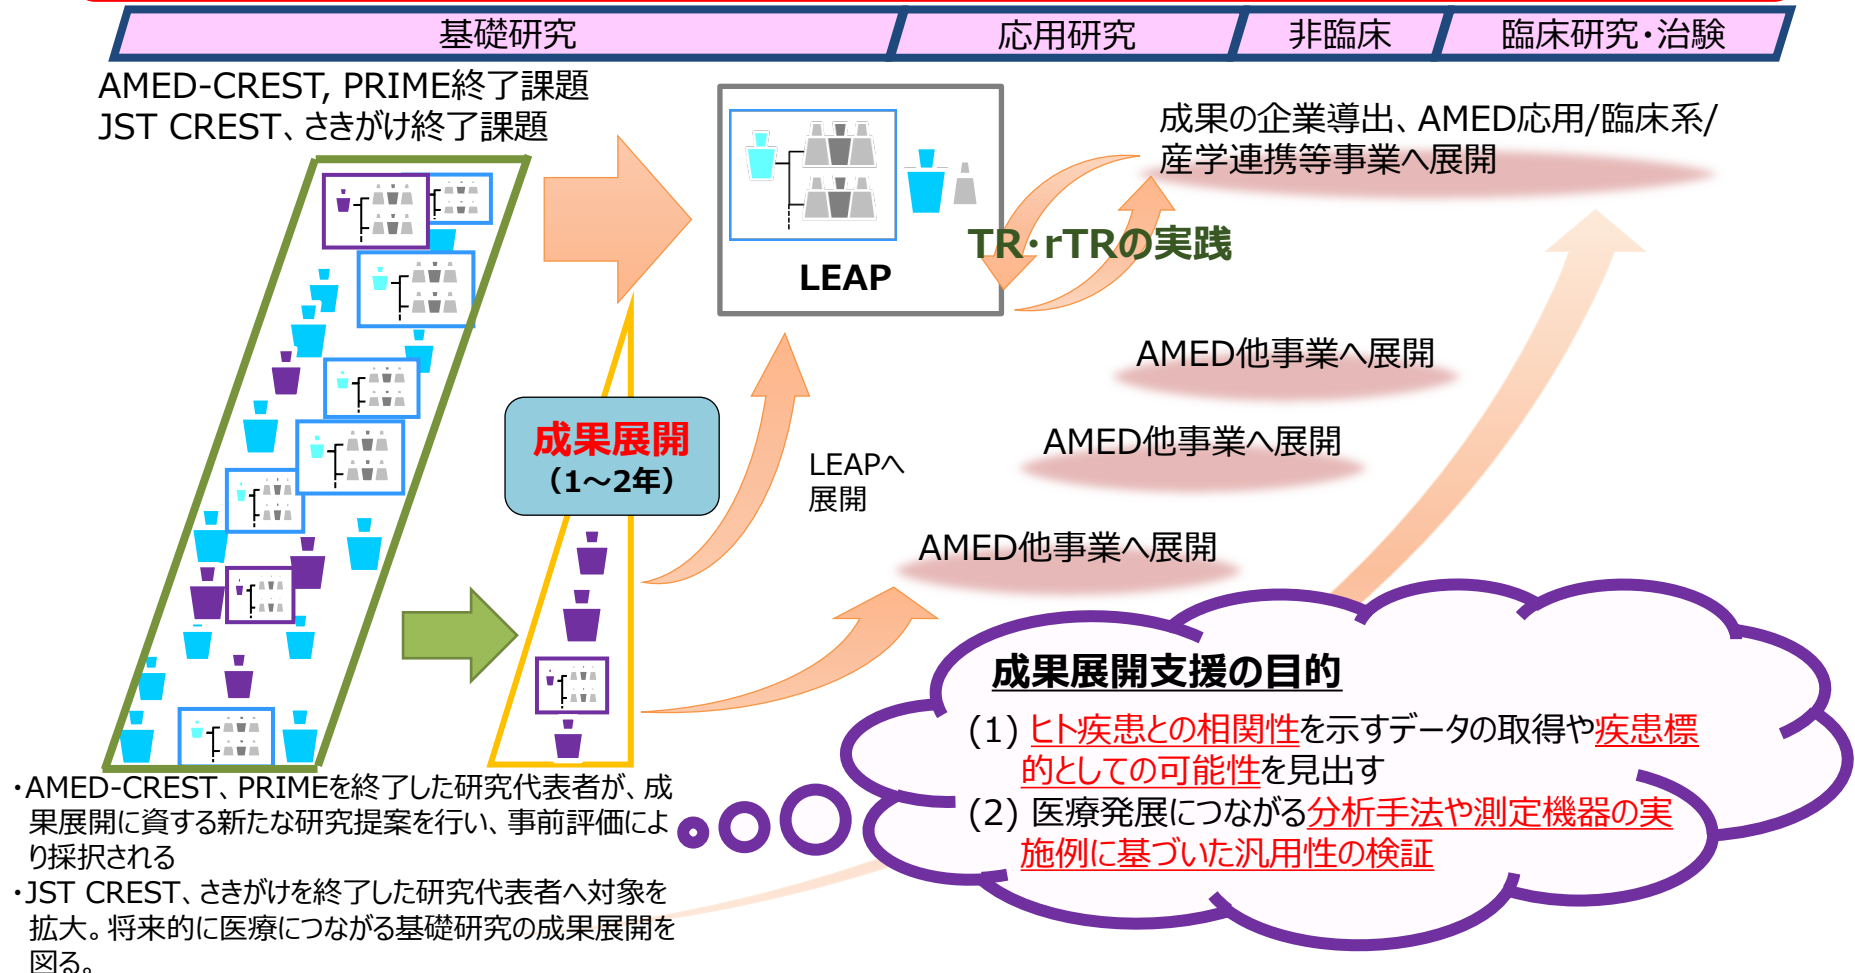 基礎研究
応用研究
非臨床
臨床研究・治験
AMED-CREST, PRIME終了課題
JST CREST、さきがけ終了課題
成果の企業導出、AMED応用/臨床系/
産学連携等事業へ展開
TR・rTRの実践
LEAP
AMED他事業へ展開
成果展開
（1～2年）
AMED他事業へ展開
LEAPへ
展開
AMED他事業へ展開
成果展開支援の目的
(1) ヒト疾患との相関性を示すデータの取得や疾患標
的としての可能性を見出す
(2) 医療発展につながる分析手法や測定機器の実
施例に基づいた汎用性の検証
・AMED-CREST、PRIMEを終了した研究代表者が、成
果展開に資する新たな研究提案を行い、事前評価によ
り採択される
・JST CREST、さきがけを終了した研究代表者へ対象を
拡大。将来的に医療につながる基礎研究の成果展開を
図る。